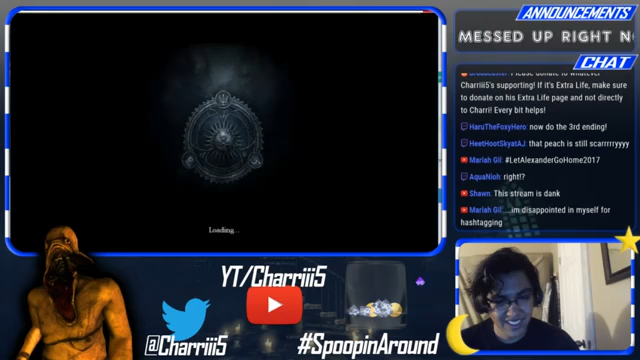 ANNOUNCEMENTS
MESSED UP RIGHT
CHAT
Please donate to whatever
Charriii5's supporting! If it's Extra Life, make sure
to donate on his Extra Life page and not directly
to Charri! Every bit helps!
HaruTheFoxyHero: now do the 3rd ending!
HeetHootSkyatAJ: that peach is still scarrrrryyyy
Mariah Gil: #LetAlexanderGoHome2017
AquaNioh: right!?
Shawn: This stream is dank
Mariah Gil: ...im disappointed in myself for
hashtagging
Loading...
YT/Charriii5
@Charriii5
#SpoopinAround